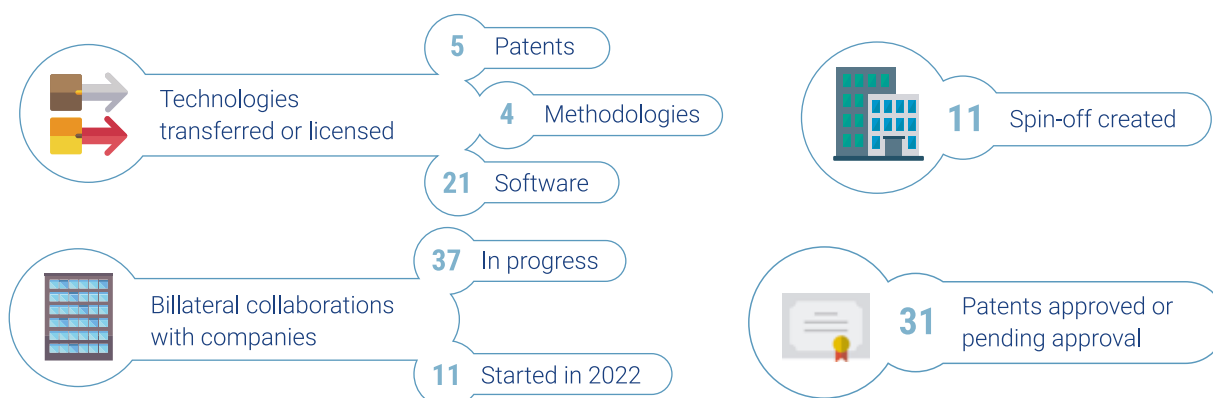 Technologies
transferred or licensed
5 Patents
4 Methodologies
21 Software
11 Spin-off created
Billateral collaborations
with companies
37 In progress
11 Started in 2022
31 Patents approved or
pending approval